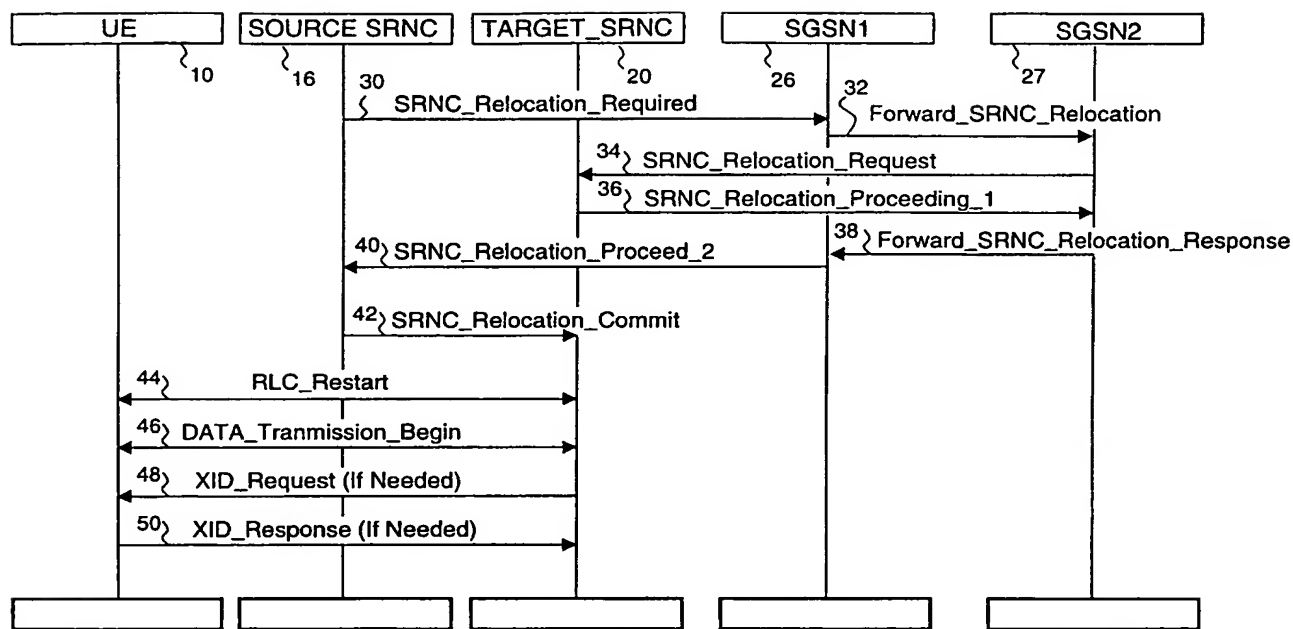 UE
SOURCE SRNC
TARGET_SRNC
SGSN1
SGSN2
10
16
20
26
27
30
SRNC_Relocation_Required
32
Forward_SRNC_Relocation
34
SRNC_Relocation_Request
36
SRNC_Relocation_Proceeding_1
38
Forward_SRNC_Relocation_Response
40
SRNC_Relocation_Proceed_2
42
SRNC_Relocation_Commit
44
RLC_Restart
46
DATA_Tranmission_Begin
48
XID_Request (If Needed)
50
XID_Response (If Needed)